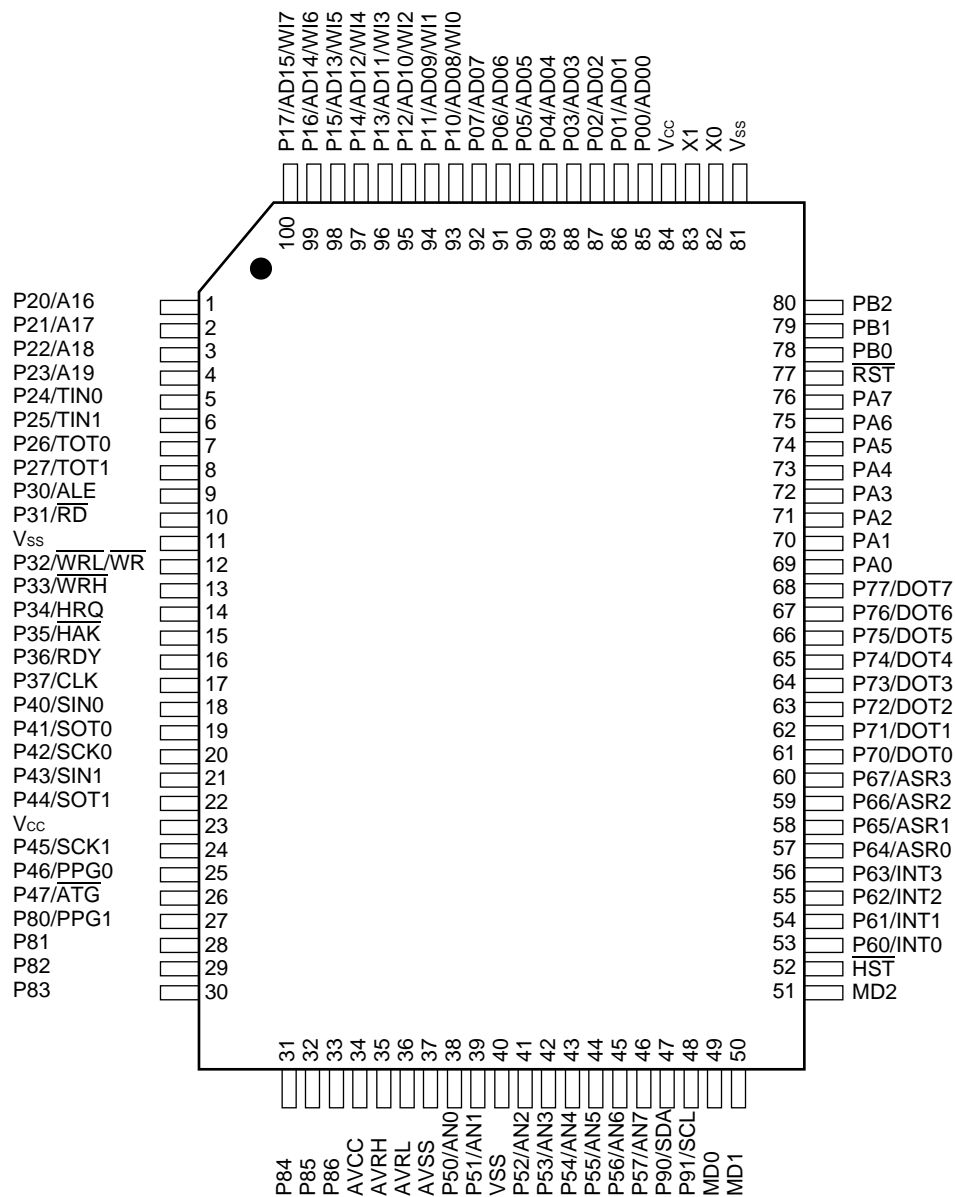 P17/AD15/WI7
P16/AD14/WI6
P15/AD13/WI5
P14/AD12/WI4
P13/AD11/WI3
P12/AD10/WI2
P11/AD09/WI1
P10/AD08/WI0
P07/AD07
P06/AD06
P05/AD05
P04/AD04
P03/AD03
P02/AD02
P01/AD01
P00/AD00
Vcc
X1
X0
Vss
100
99
98
97
96
95
94
93
92
91
90
89
88
87
86
85
84
83
82
81
P20/A16 1
P21/A17 2
P22/A18 3
P23/A19 4
P24/TIN0 5
P25/TIN1 6
P26/TOT0 7
P27/TOT1 8
P30/ALE 9
P31/R̅D̅ 10
Vss 11
P32/W̅R̅L̅/W̅R̅ 12
P33/W̅R̅H̅ 13
P34/HRQ 14
P35/H̅A̅K̅ 15
P36/RDY 16
P37/CLK 17
P40/SIN0 18
P41/SOT0 19
P42/SCK0 20
P43/SIN1 21
P44/SOT1 22
Vcc 23
P45/SCK1 24
P46/PPG0 25
P47/A̅T̅G̅ 26
P80/PPG1 27
P81 28
P82 29
P83 30
80 PB2
79 PB1
78 PB0
77 R̅S̅T̅
76 PA7
75 PA6
74 PA5
73 PA4
72 PA3
71 PA2
70 PA1
69 PA0
68 P77/DOT7
67 P76/DOT6
66 P75/DOT5
65 P74/DOT4
64 P73/DOT3
63 P72/DOT2
62 P71/DOT1
61 P70/DOT0
60 P67/ASR3
59 P66/ASR2
58 P65/ASR1
57 P64/ASR0
56 P63/INT3
55 P62/INT2
54 P61/INT1
53 P60/INT0
52 H̅S̅T̅
51 MD2
31
32
33
34
35
36
37
38
39
40
41
42
43
44
45
46
47
48
49
50
P84
P85
P86
AVCC
AVRH
AVRL
AVSS
P50/AN0
P51/AN1
VSS
P52/AN2
P53/AN3
P54/AN4
P55/AN5
P56/AN6
P57/AN7
P90/SDA
P91/SCL
MD0
MD1